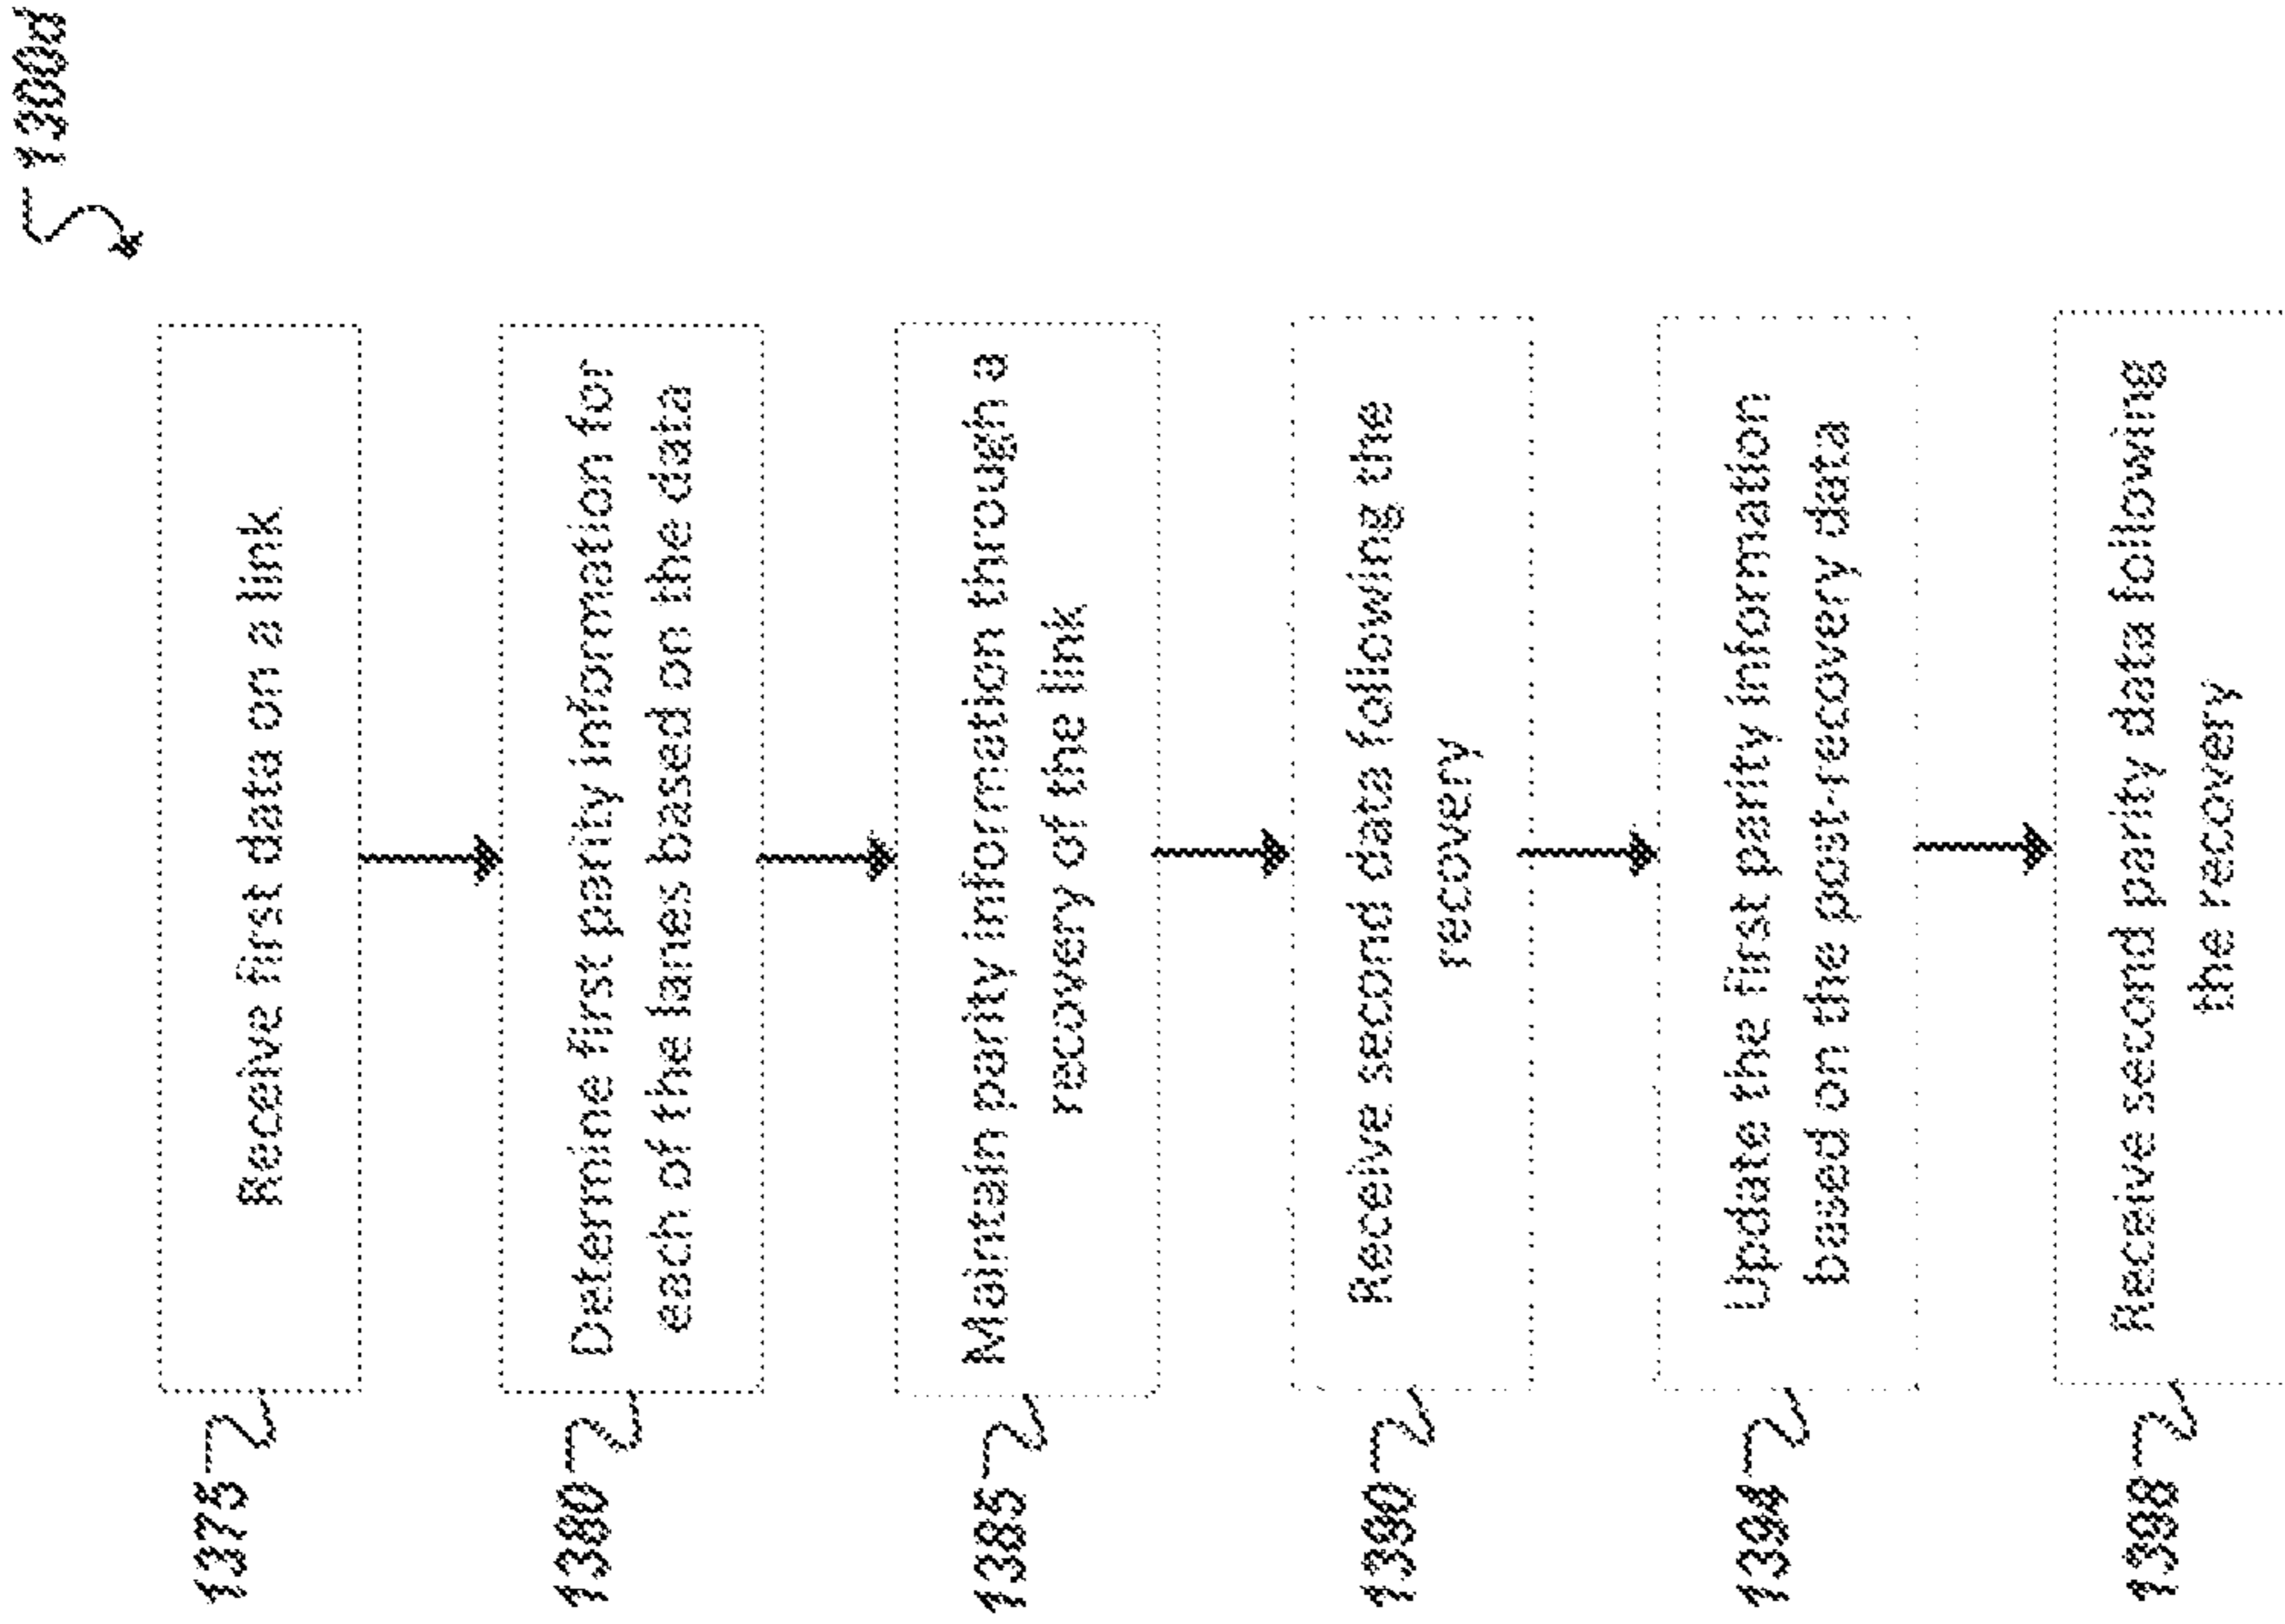 1300d
1375
Receive first data on a link
1380
Determine first parity information for
each of the lanes based on the data
1385
Maintain parity information through a
recovery of the link
1390
Receive second data following the
recovery
1394
Update the first parity information
based on the post-recovery data
1398
Receive second parity data following
the recovery